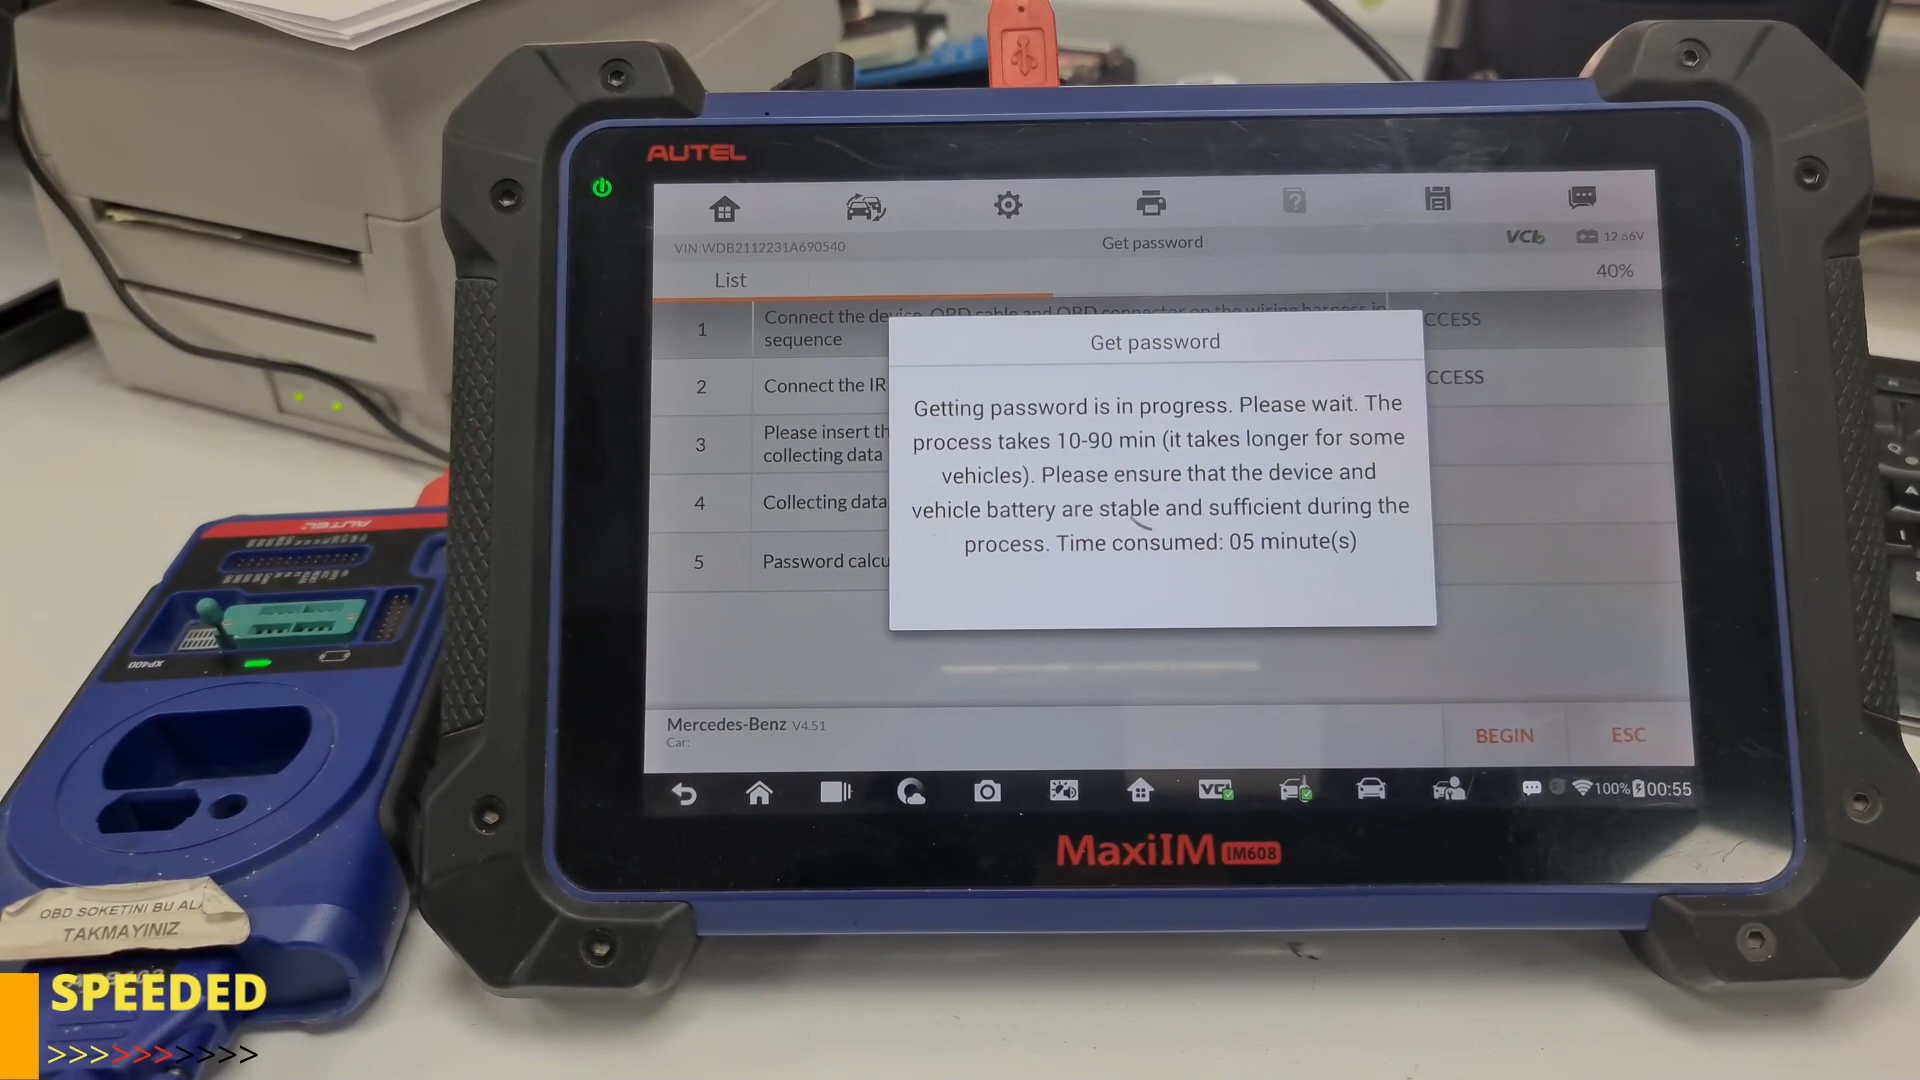 AUTEL
VIN:WDB2112231A690540
Get password
VCI
12.66V
List
40%
1
Connect the device, OBD cable and OBD connector on the wiring harness in
sequence
CCESS
2
Connect the IR
CCESS
3
Please insert th
collecting data
4
Collecting data
5
Password calcu
Get password
Getting password is in progress. Please wait. The
process takes 10-90 min (it takes longer for some
vehicles). Please ensure that the device and
vehicle battery are stable and sufficient during the
process. Time consumed: 05 minute(s)
Mercedes-Benz V4.51
Car:
BEGIN
ESC
VCI
100%
00:55
MaxiIM IM608
AUTEL
XP400
OBD SOKETINI BU AL
TAKMAYINIZ
SPEEDED
>>>>>>>>>>